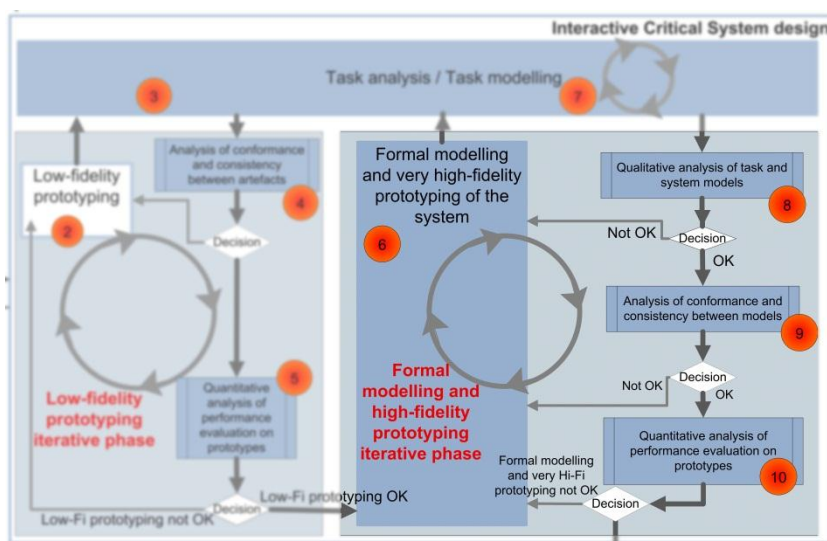 Interactive Critical System design
Task analysis / Task modelling
3
7
Low-fidelity
prototyping
2
Analysis of conformance
and consistency
between artefacts
4
Decision
Low-fidelity
prototyping
iterative phase
5
Quantitative
analysis of
performance
evaluation on
prototypes
Decision
Low-Fi prototyping OK
Low-Fi prototyping not OK
Formal modelling
and very high-fidelity
prototyping of the
system
6
Formal
modelling and
high-fidelity
prototyping
iterative phase
Qualitative analysis of task and
system models
8
Not OK
Decision
OK
Analysis of conformance and
consistency between models
9
Not OK
Decision
OK
Quantitative analysis of
performance evaluation on
prototypes
10
Formal modelling
and very Hi-Fi
prototyping not OK
Decision